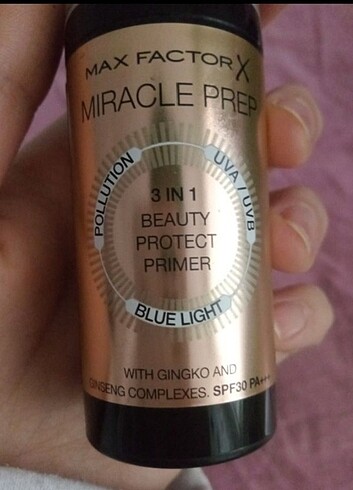 MAX FACTOR X
MIRACLE PREP
POLLUTION
UVA / UVB
3 IN 1
BEAUTY
PROTECT
PRIMER
BLUE LIGHT
WITH GINGKO AND
GINSENG COMPLEXES. SPF30 PA+++